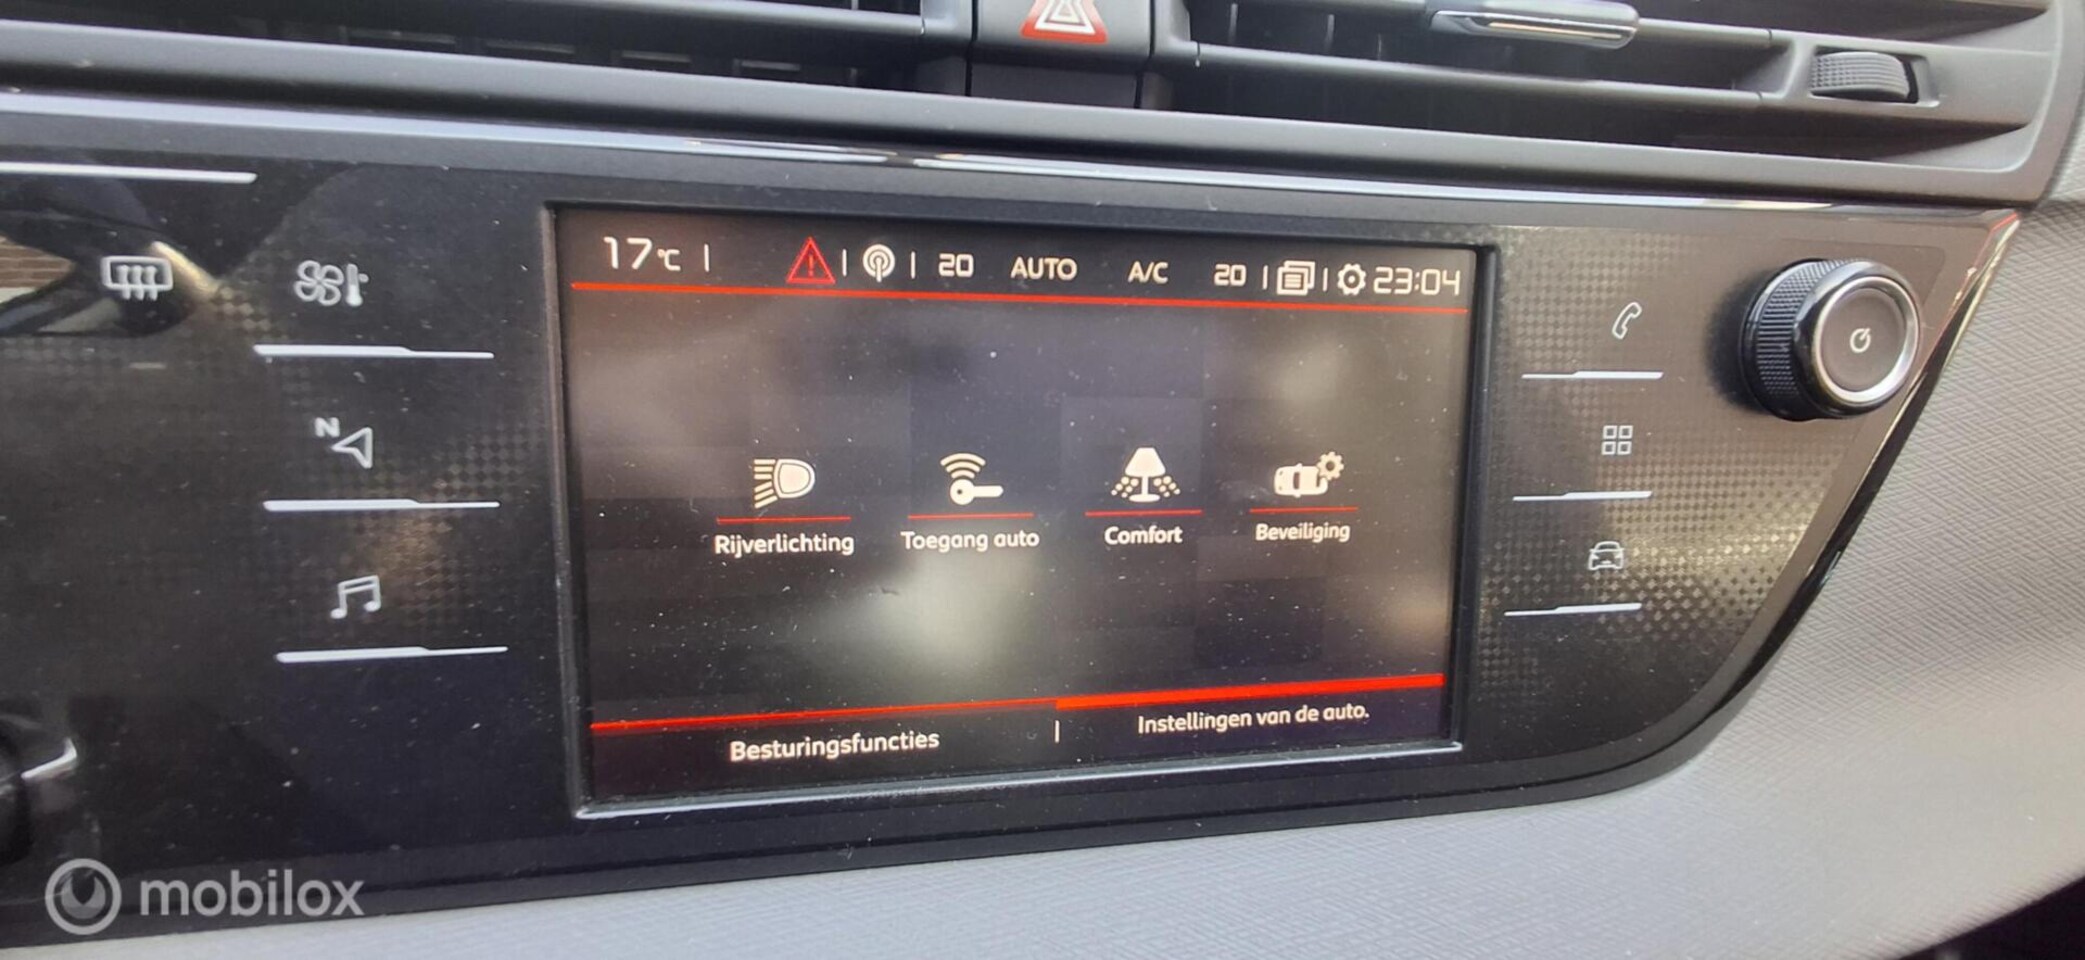 17°C 20 AUTO A/C 20 23:04
N
Rijverlichting Toegang auto Comfort Beveiliging
Besturingsfuncties Instellingen van de auto.
mobilox